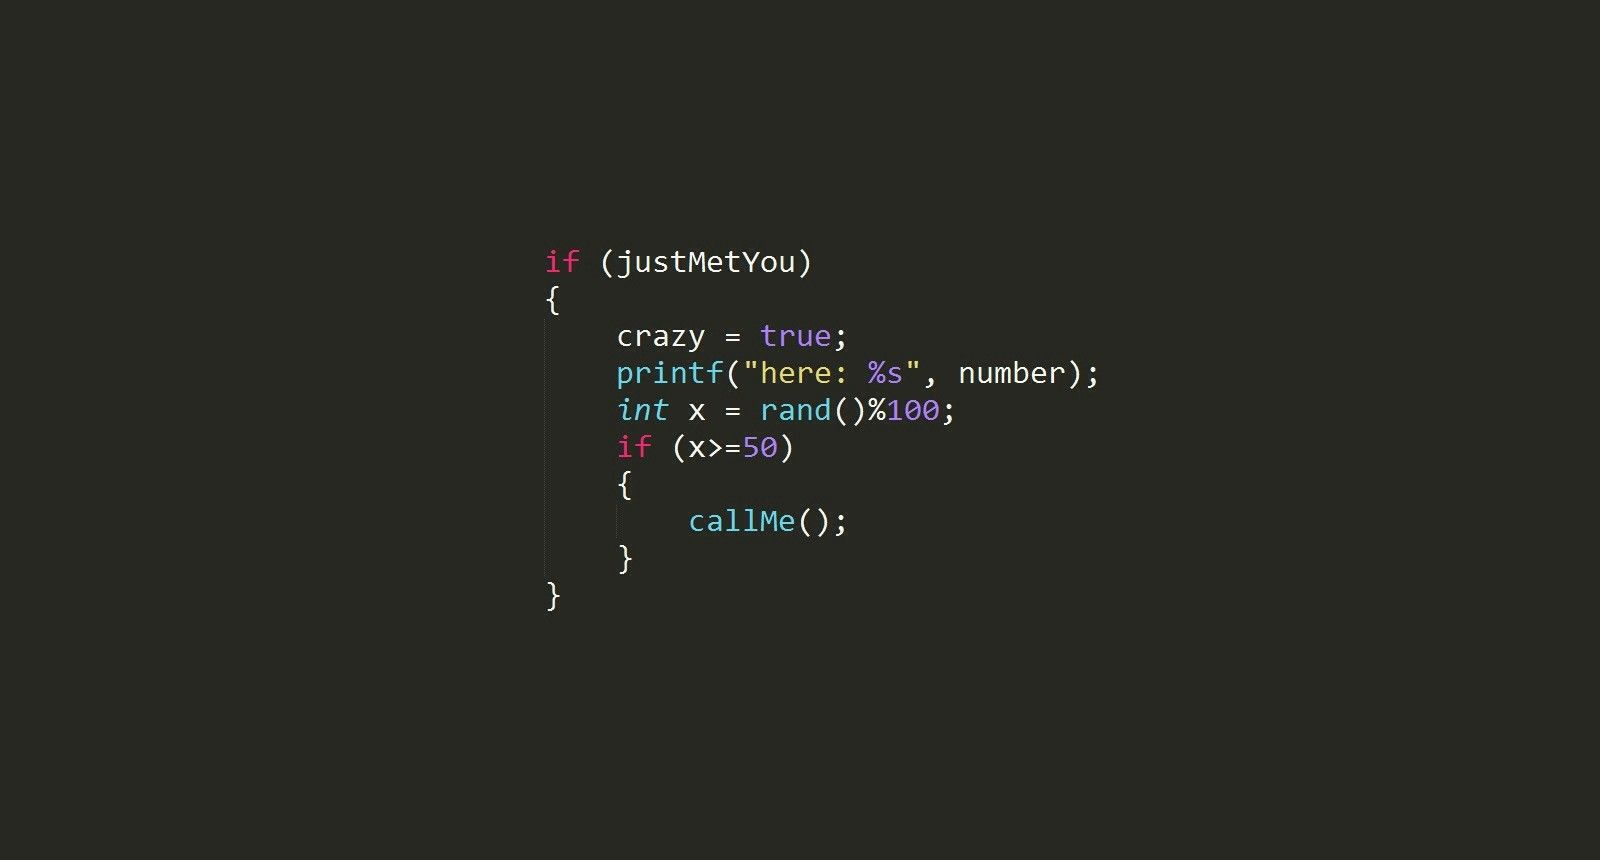 if (justMetYou)
{
    crazy = true;
    printf("here: %s", number);
    int x = rand()%100;
    if (x>=50)
    {
        callMe();
    }
}